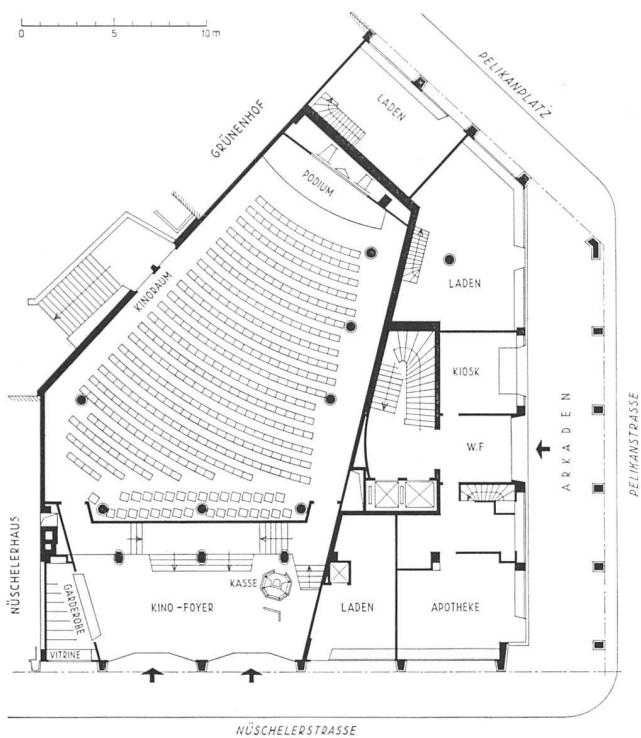 0 5 10 m
PELIKANPLATZ
GRÜNENHOF
LADEN
PODIUM
KINORAUM
LADEN
KIOSK
ARKADEN
PELIKANSTRASSE
W.F
NÜSCHELERHAUS
GARDEROBE
KASSE
KINO-FOYER
LADEN
APOTHEKE
VITRINE
NÜSCHELERSTRASSE